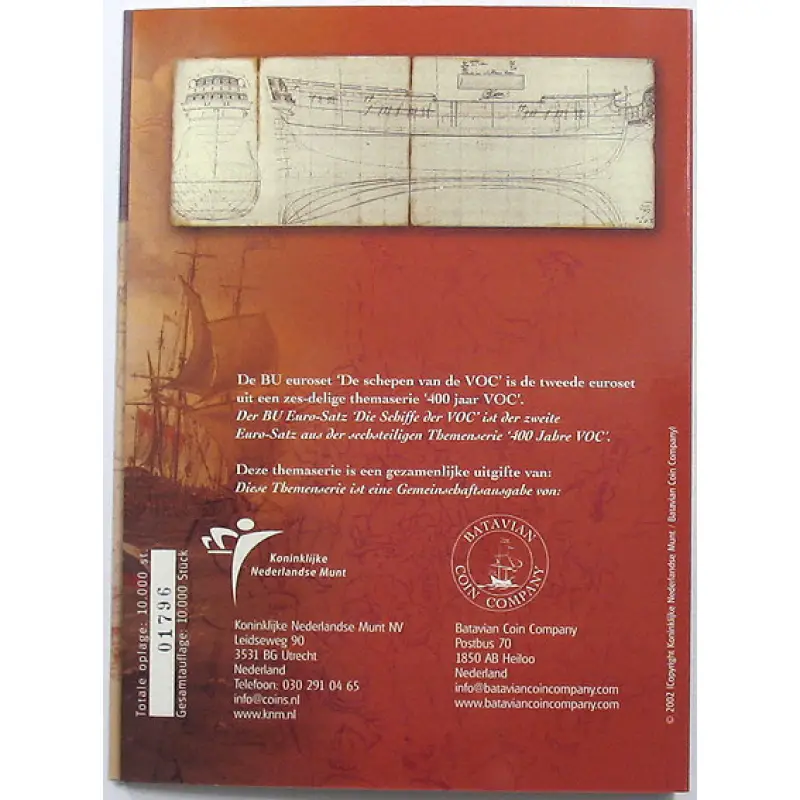 De BU euroset 'De schepen van de VOC' is de tweede euroset
uit een zes-delige themaserie '400 jaar VOC'.
Der BU Euro-Satz 'Die Schiffe der VOC' ist der zweite
Euro-Satz aus der sechsteiligen Themenserie '400 Jahre VOC'.
Deze themaserie is een gezamenlijke uitgifte van:
Diese Themenserie ist eine Gemeinschaftsausgabe von:
Koninklijke
Nederlandse Munt
BATAVIAN
COIN COMPANY
Koninklijke Nederlandse Munt NV
Leidseweg 90
3531 BG Utrecht
Nederland
Telefoon: 030 291 04 65
info@coins.nl
www.knm.nl
Batavian Coin Company
Postbus 70
1850 AB Heiloo
Nederland
info@bataviancoincompany.com
www.bataviancoincompany.com
Totale oplage: 10.000 st.
01796
Gesamtauflage: 10.000 Stück
© 2002 (Copyright Koninklijke Nederlandse Munt / Batavian Coin Company)